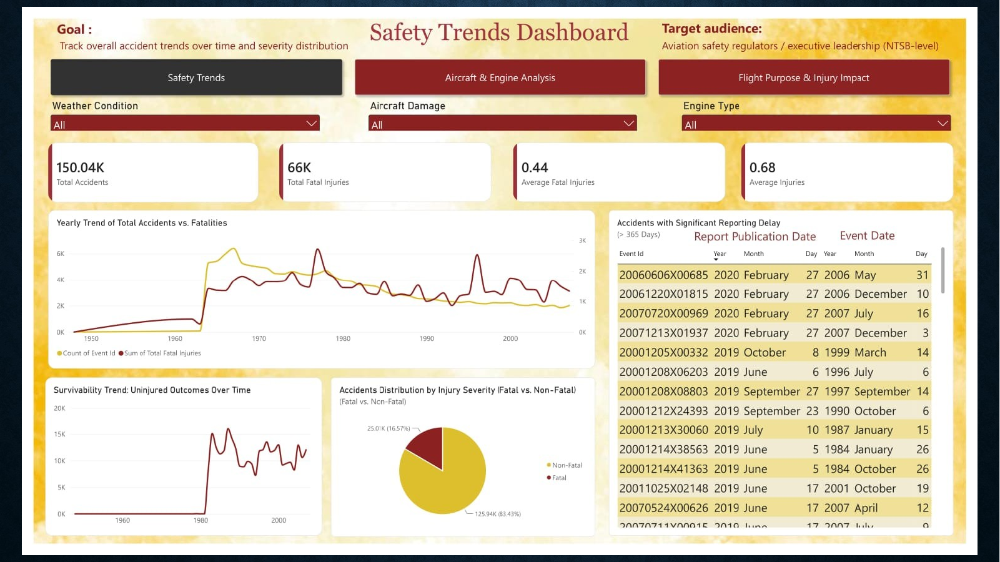 Goal :
Track overall accident trends over time and severity distribution
Safety Trends Dashboard
Target audience:
Aviation safety regulators / executive leadership (NTSB-level)
Safety Trends
Aircraft & Engine Analysis
Flight Purpose & Injury Impact
Weather Condition
All
Aircraft Damage
All
Engine Type
All
150.04K
Total Accidents
66K
Total Fatal Injuries
0.44
Average Fatal Injuries
0.68
Average Injuries
Yearly Trend of Total Accidents vs. Fatalities
6K
4K
2K
0K
3K
2K
1K
0K
1950 1960 1970 1980 1990 2000
Count of Event Id Sum of Total Fatal Injuries
Survivability Trend: Uninjured Outcomes Over Time
20K
15K
10K
5K
0K
1960 1980 2000
Accidents Distribution by Injury Severity (Fatal vs. Non-Fatal)
(Fatal vs. Non-Fatal)
25.01K (16.57%)
125.94K (83.43%)
Non-Fatal
Fatal
Accidents with Significant Reporting Delay
(> 365 Days)
Report Publication Date Event Date
Event Id Year Month Day Year Month Day
20060606X00685 2020 February 27 2006 May 31
20061220X01815 2020 February 27 2006 December 10
20070720X00969 2020 February 27 2007 July 16
20071213X01937 2020 February 27 2007 December 3
20001205X00332 2019 October 8 1999 March 14
20001208X06203 2019 June 6 1996 July 6
20001208X08803 2019 September 27 1997 September 14
20001212X24393 2019 September 23 1990 October 6
20001213X30060 2019 July 10 1987 January 15
20001214X38563 2019 June 5 1984 January 26
20001214X41363 2019 June 5 1984 October 26
20111025X02148 2019 June 17 2001 October 19
20070524X00626 2019 June 17 2007 April 12
20070711X00915 2019 June 17 2007 July 9